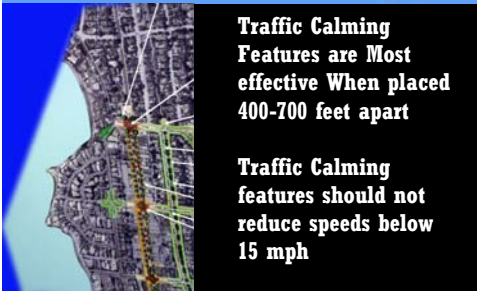 Traffic Calming
Features are Most
effective When placed
400-700 feet apart
Traffic Calming
features should not
reduce speeds below
15 mph